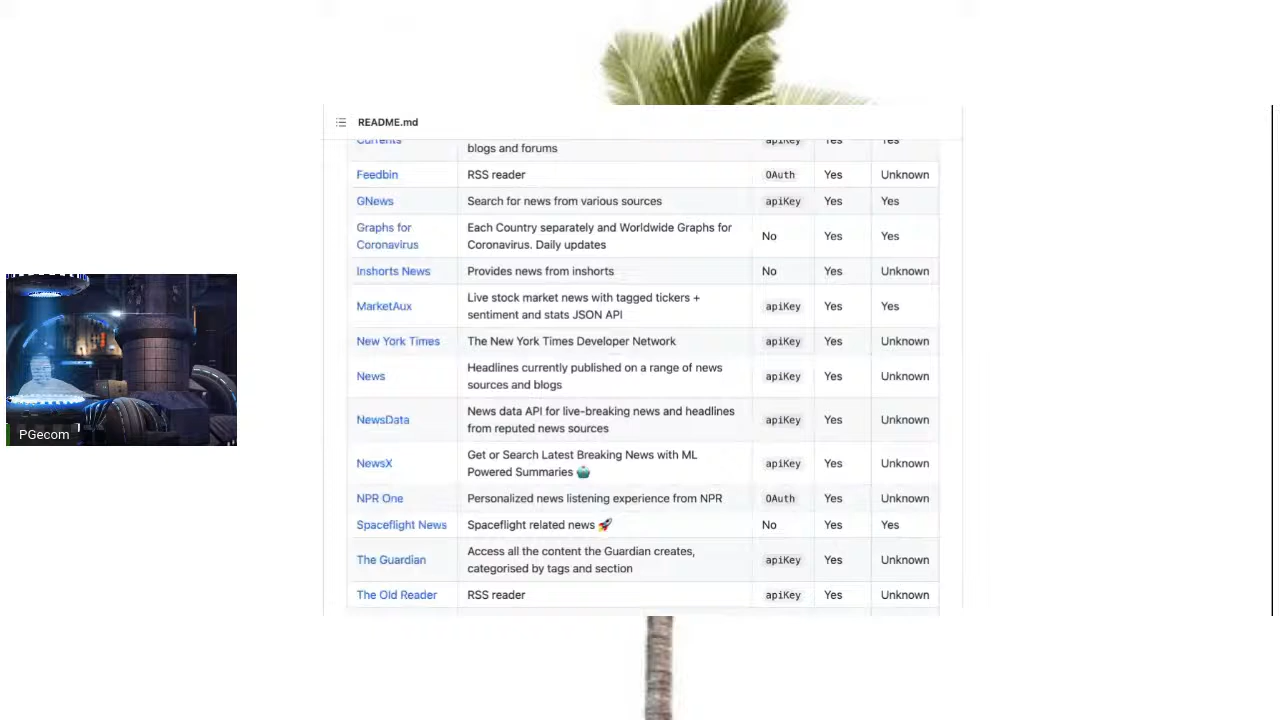 README.md
Currents
blogs and forums
apiKey
Yes
Yes
Feedbin
RSS reader
OAuth
Yes
Unknown
GNews
Search for news from various sources
apiKey
Yes
Yes
Graphs for
Coronavirus
Each Country separately and Worldwide Graphs for
Coronavirus. Daily updates
No
Yes
Yes
Inshorts News
Provides news from inshorts
No
Yes
Unknown
MarketAux
Live stock market news with tagged tickers +
sentiment and stats JSON API
apiKey
Yes
Yes
New York Times
The New York Times Developer Network
apiKey
Yes
Unknown
News
Headlines currently published on a range of news
sources and blogs
apiKey
Yes
Unknown
NewsData
News data API for live-breaking news and headlines
from reputed news sources
apiKey
Yes
Unknown
NewsX
Get or Search Latest Breaking News with ML
Powered Summaries 🤖
apiKey
Yes
Unknown
NPR One
Personalized news listening experience from NPR
OAuth
Yes
Unknown
Spaceflight News
Spaceflight related news 🚀
No
Yes
Yes
The Guardian
Access all the content the Guardian creates,
categorised by tags and section
apiKey
Yes
Unknown
The Old Reader
RSS reader
apiKey
Yes
Unknown
PGecom